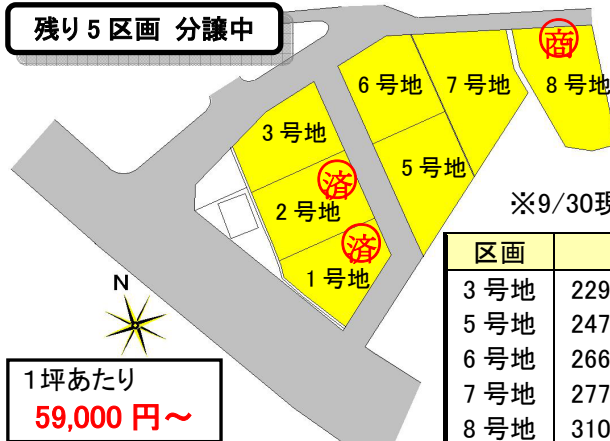 残り５区画 分譲中
商
6 号地
7 号地
8 号地
3 号地
5 号地
済
2 号地
済
1 号地
※9/30現
N
1坪あたり
59,000 円～
区画
3 号地 229
5 号地 247
6 号地 266
7 号地 277
8 号地 310